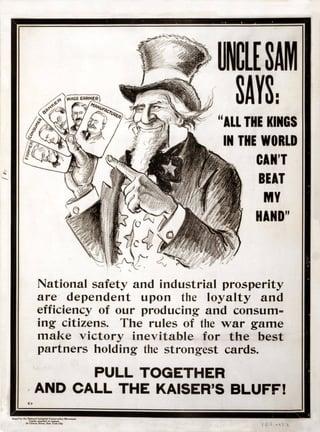 UNCLE SAM
SAYS:
"ALL THE KINGS
IN THE WORLD
CAN'T
BEAT
MY
HAND"
CONSUMER
BANKER
WAGE EARNER
MANUFACTURER
National safety and industrial prosperity
are dependent upon the loyalty and
efficiency of our producing and consum-
ing citizens. The rules of the war game
make victory inevitable for the best
partners holding the strongest cards.
PULL TOGETHER
AND CALL THE KAISER'S BLUFF!